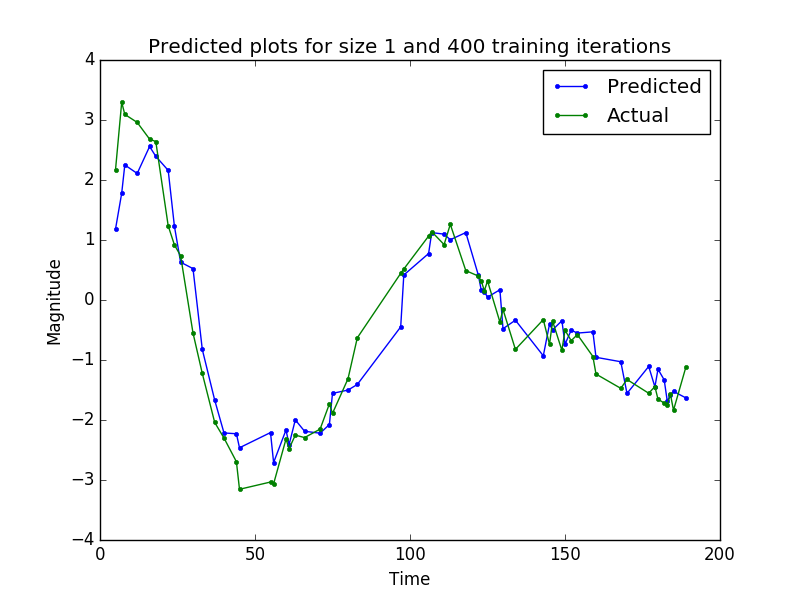 Predicted plots for size 1 and 400 training iterations
Predicted
Actual
4
3
2
1
0
−1
−2
−3
−4
Magnitude
0
50
100
150
200
Time